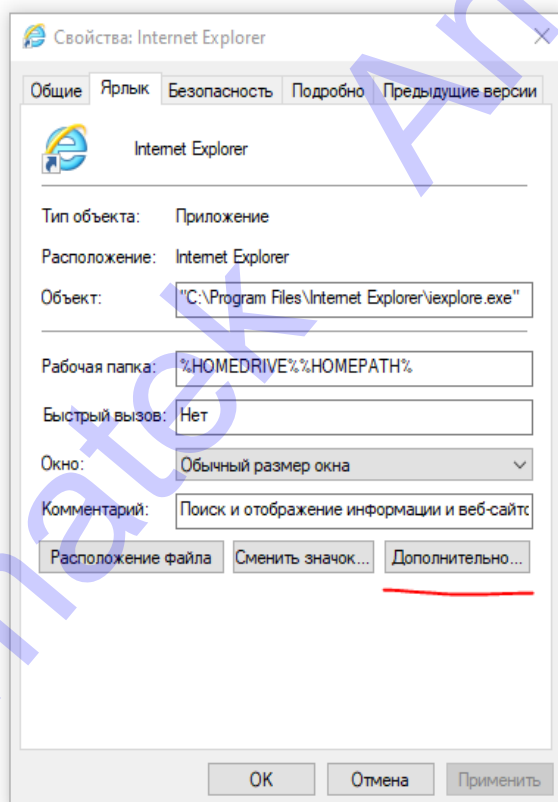 Свойства: Internet Explorer
Общие Ярлык Безопасность Подробно Предыдущие версии
Internet Explorer
Тип объекта: Приложение
Расположение: Internet Explorer
Объект: "C:\Program Files\Internet Explorer\iexplore.exe"
Рабочая папка: %HOMEDRIVE%%HOMEPATH%
Быстрый вызов: Нет
Окно: Обычный размер окна
Комментарий: Поиск и отображение информации и веб-сайтс
Расположение файла Сменить значок... Дополнительно...
OK Отмена Применить